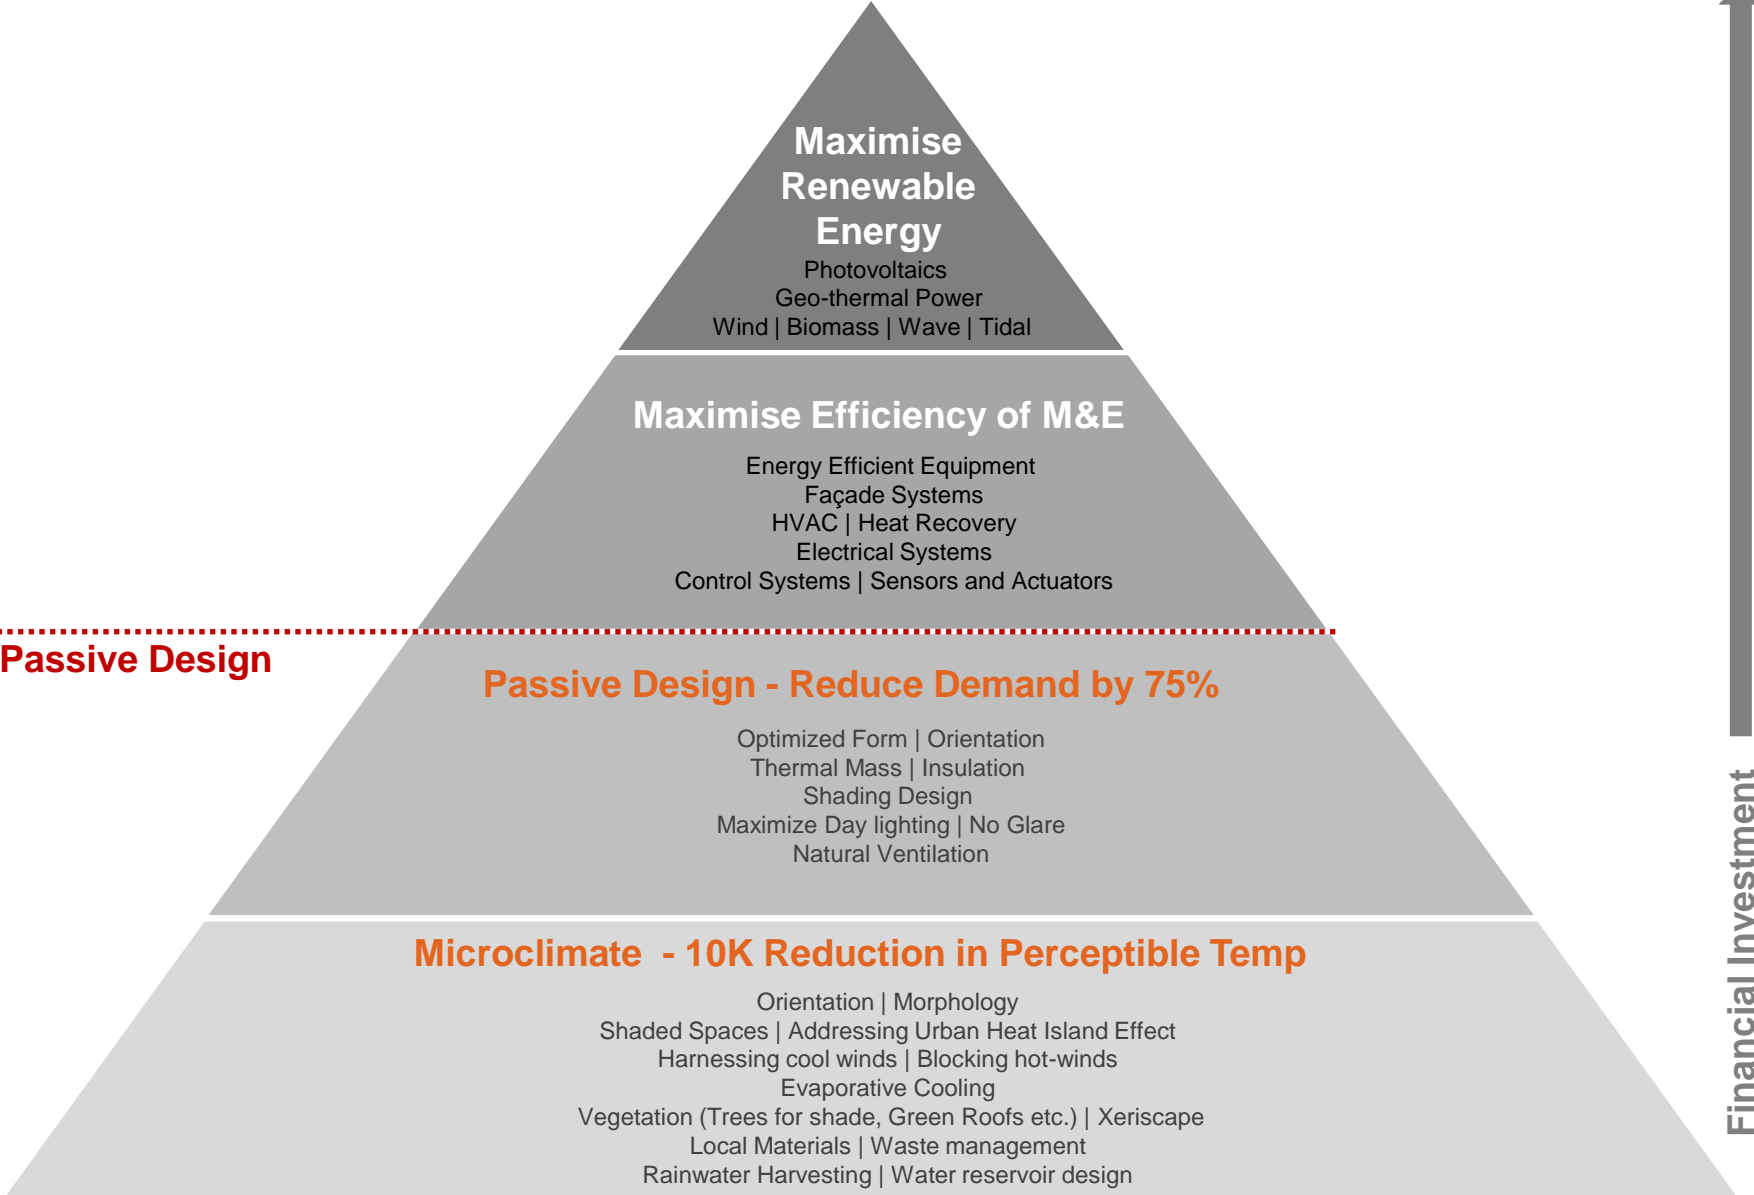 Maximise
Renewable
Energy
Photovoltaics
Geo-thermal Power
Wind | Biomass | Wave | Tidal
Maximise Efficiency of M&E
Energy Efficient Equipment
Façade Systems
HVAC | Heat Recovery
Electrical Systems
Control Systems | Sensors and Actuators
Passive Design
Passive Design - Reduce Demand by 75%
Optimized Form | Orientation
Thermal Mass | Insulation
Shading Design
Maximize Day lighting | No Glare
Natural Ventilation
Microclimate - 10K Reduction in Perceptible Temp
Orientation | Morphology
Shaded Spaces | Addressing Urban Heat Island Effect
Harnessing cool winds | Blocking hot-winds
Evaporative Cooling
Vegetation (Trees for shade, Green Roofs etc.) | Xeriscape
Local Materials | Waste management
Rainwater Harvesting | Water reservoir design
Financial Investment